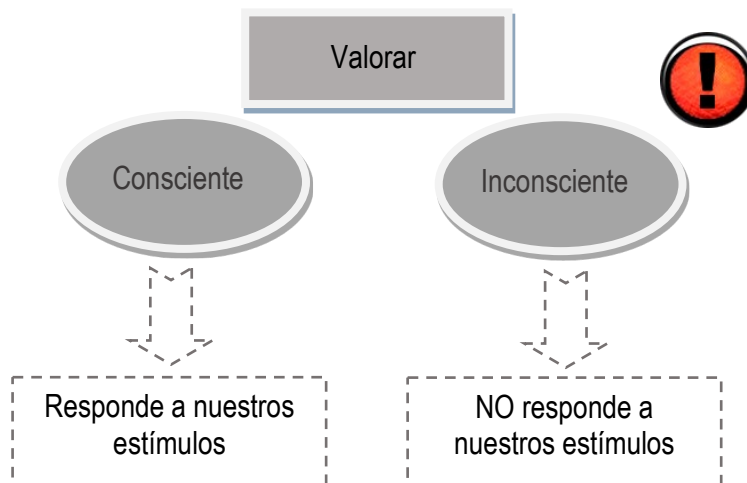 Valorar
!
Consciente
Inconsciente
Responde a nuestros
estímulos
NO responde a
nuestros estímulos